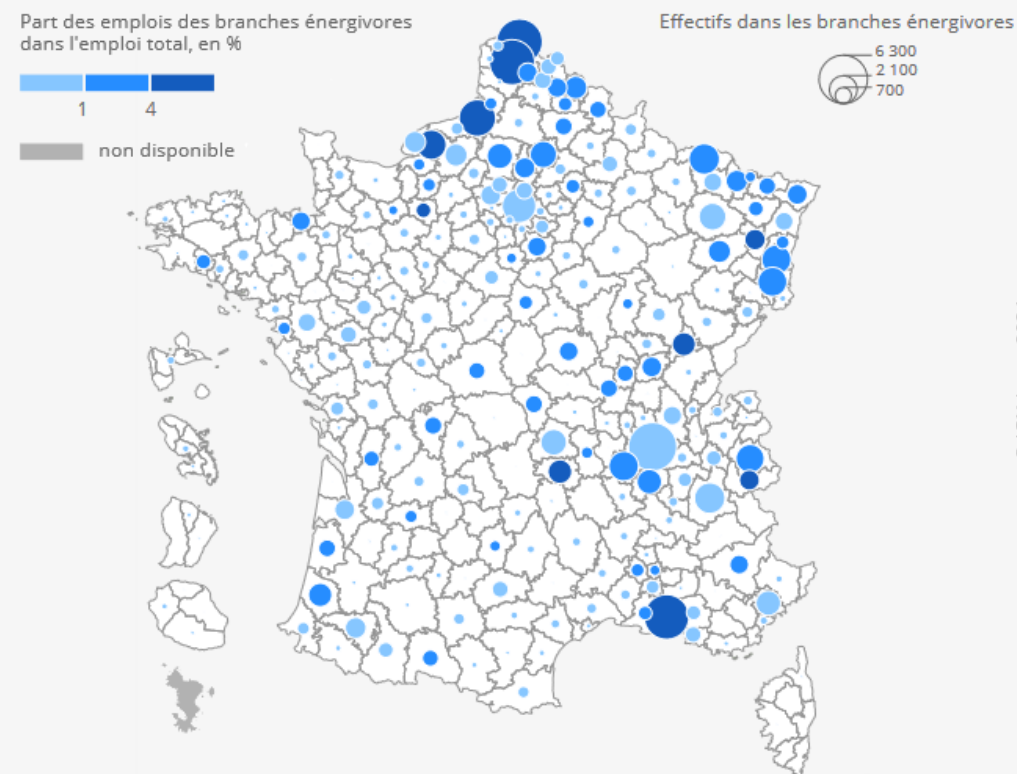 Part des emplois des branches énergivores
dans l'emploi total, en %
1
4
non disponible
Effectifs dans les branches énergivores
6 300
2 100
700